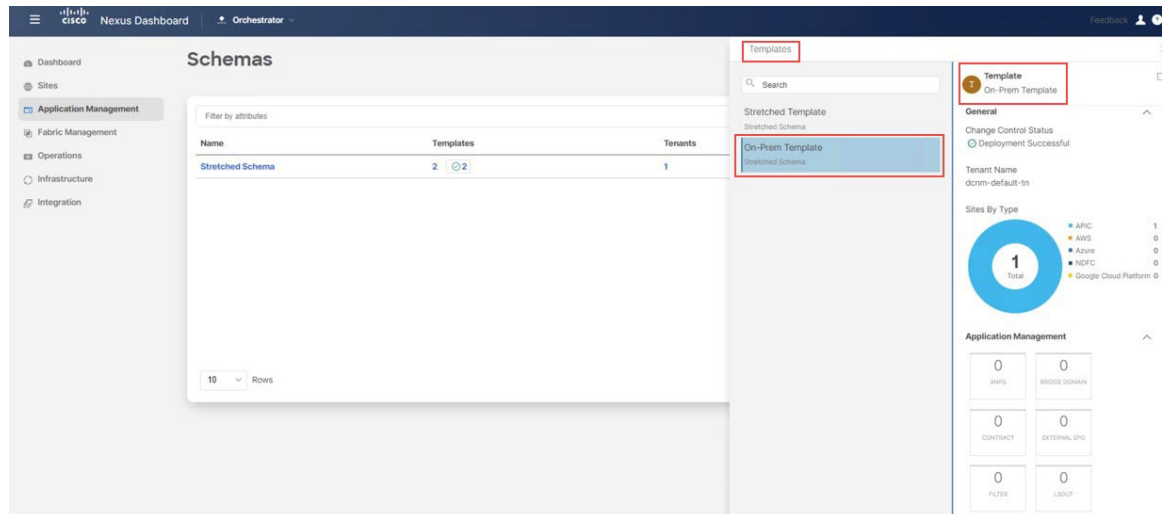 cisco Nexus Dashboard
Orchestrator
Feedback
Dashboard
Sites
Application Management
Fabric Management
Operations
Infrastructure
Integration
Schemas
Filter by attributes
Name Templates Tenants
Stretched Schema 2 2 1
10 Rows
Templates
Search
Stretched Template
Stretched Schema
On-Prem Template
Stretched Schema
T
Template
On-Prem Template
General
Change Control Status
Deployment Successful
Tenant Name
dcnm-default-tn
Sites By Type
1
Total
APIC 1
AWS 0
Azure 0
NDFC 0
Google Cloud Platform 0
Application Management
0 0
ANPS BRIDGE DOMAIN
0 0
CONTRACT EXTERNAL EPG
0 0
FILTER L3OUT